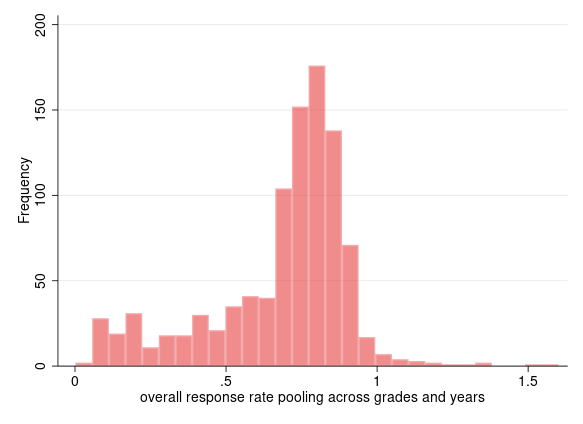 200
150
100
50
0
Frequency
0 .5 1 1.5
overall response rate pooling across grades and years